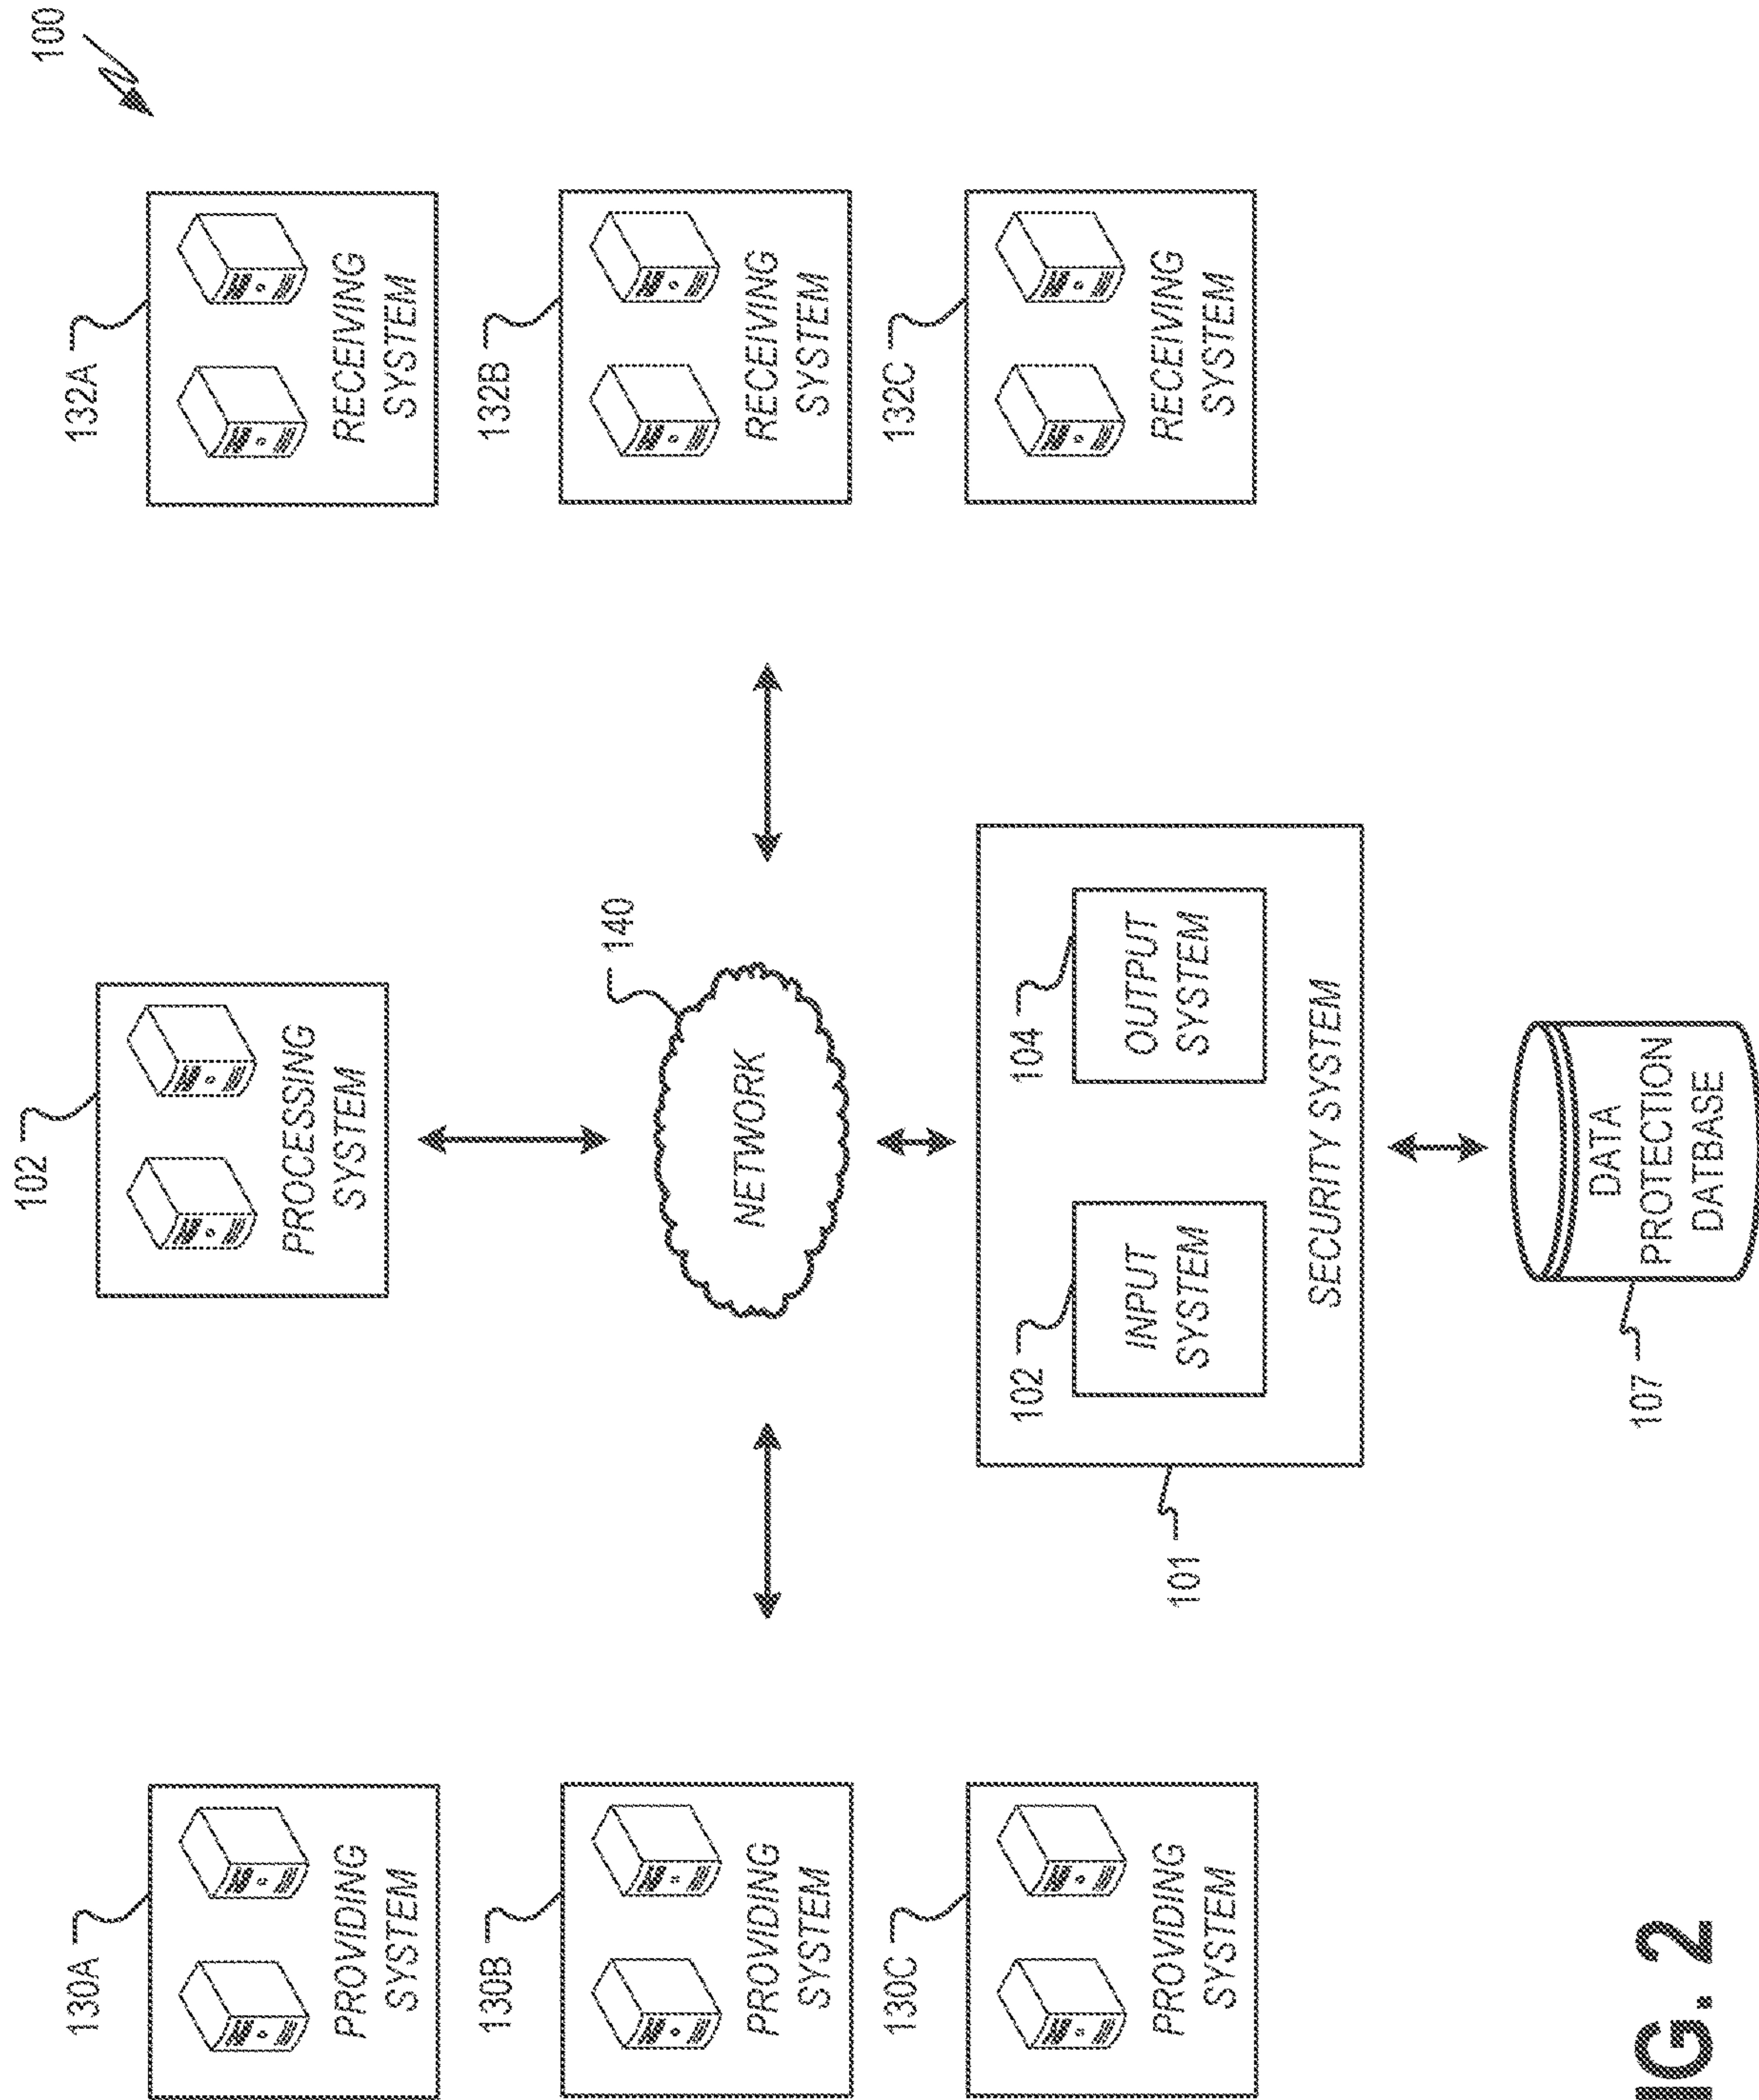 100
102
PROCESSING
SYSTEM
130A
PROVIDING
SYSTEM
132A
RECEIVING
SYSTEM
130B
PROVIDING
SYSTEM
140
NETWORK
132B
RECEIVING
SYSTEM
130C
PROVIDING
SYSTEM
102
INPUT
SYSTEM
104
OUTPUT
SYSTEM
SECURITY SYSTEM
101
132C
RECEIVING
SYSTEM
107
DATA
PROTECTION
DATBASE
IG. 2